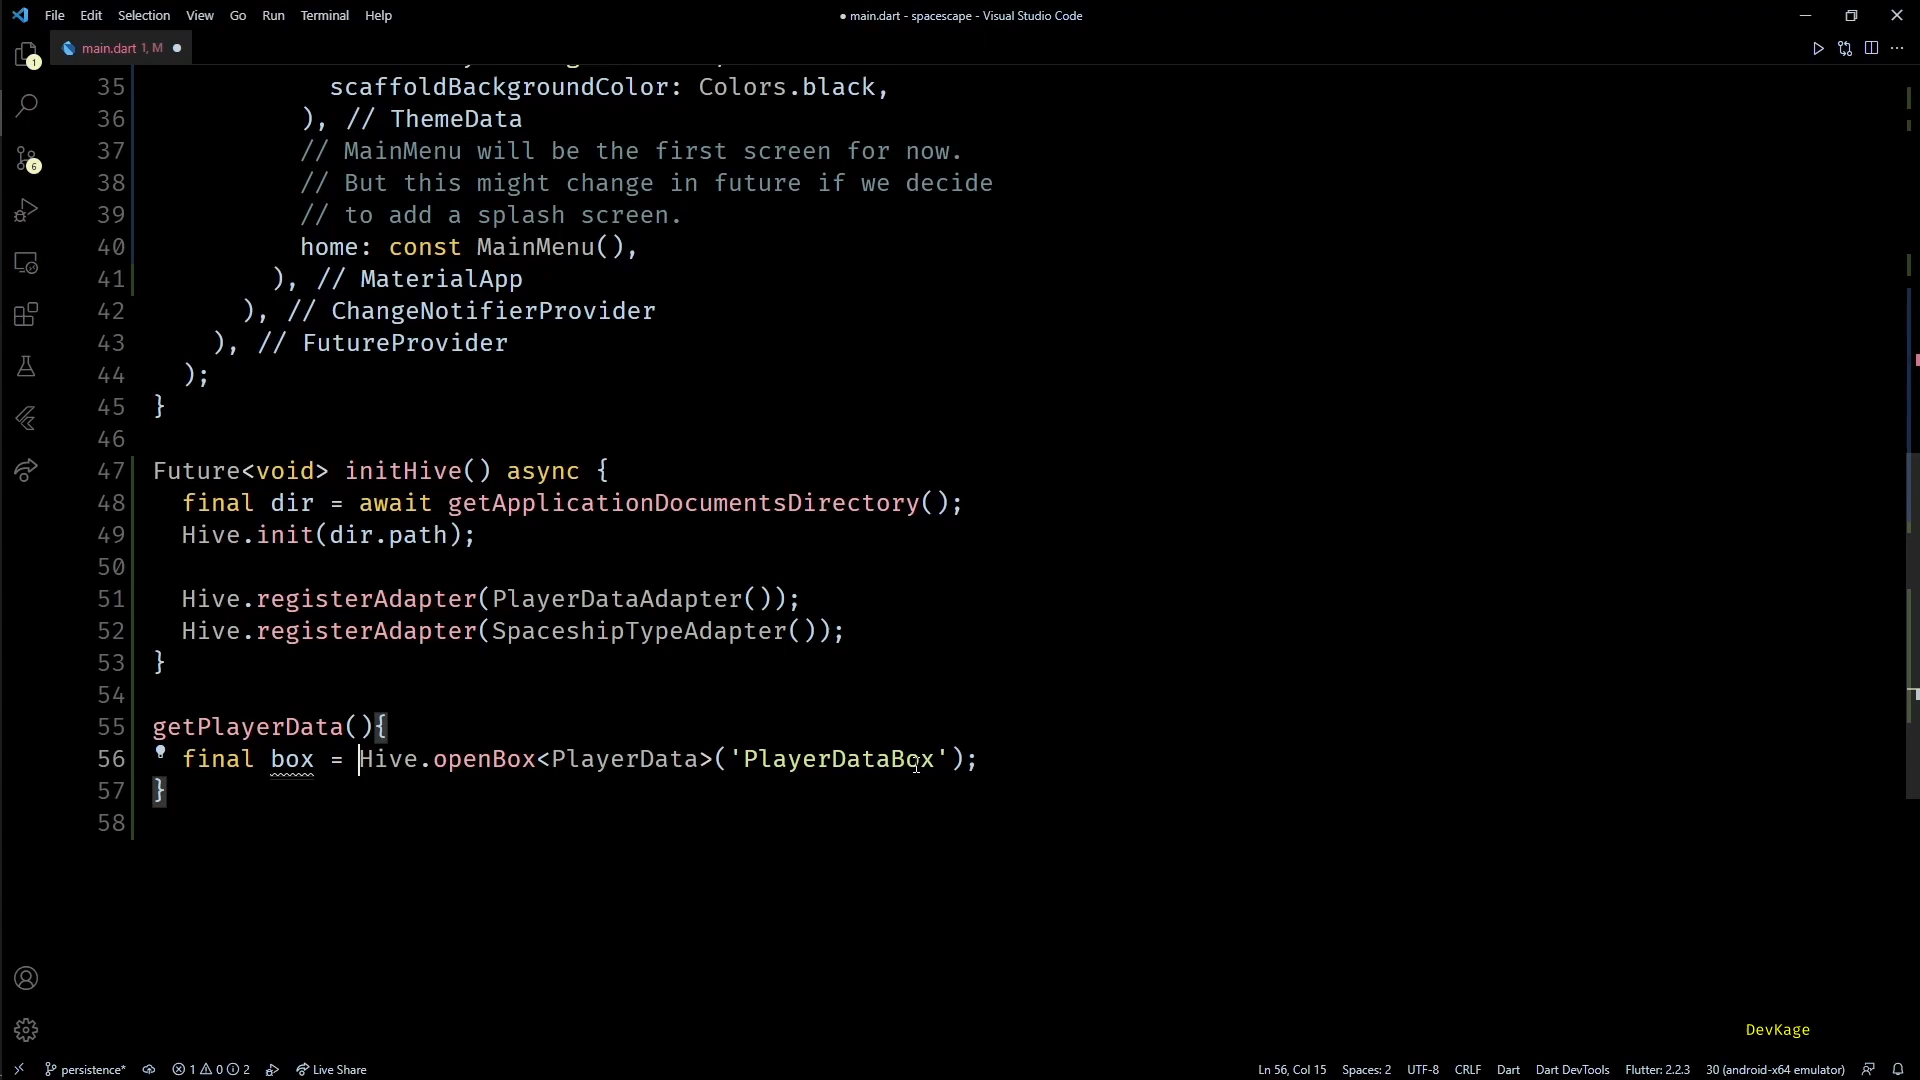 File Edit Selection View Go Run Terminal Help
● main.dart - spacescape - Visual Studio Code
main.dart 1, M ●
1
6
35 scaffoldBackgroundColor: Colors.black,
36 ), // ThemeData
37 // MainMenu will be the first screen for now.
38 // But this might change in future if we decide
39 // to add a splash screen.
40 home: const MainMenu(),
41 ), // MaterialApp
42 ), // ChangeNotifierProvider
43 ), // FutureProvider
44 );
45 }
46
47 Future<void> initHive() async {
48 final dir = await getApplicationDocumentsDirectory();
49 Hive.init(dir.path);
50
51 Hive.registerAdapter(PlayerDataAdapter());
52 Hive.registerAdapter(SpaceshipTypeAdapter());
53 }
54
55 getPlayerData(){
56 final box = Hive.openBox<PlayerData>('PlayerDataBox');
57 }
58
DevKage
persistence* 1 0 2 Live Share
Ln 56, Col 15 Spaces: 2 UTF-8 CRLF Dart Dart DevTools Flutter: 2.2.3 30 (android-x64 emulator)